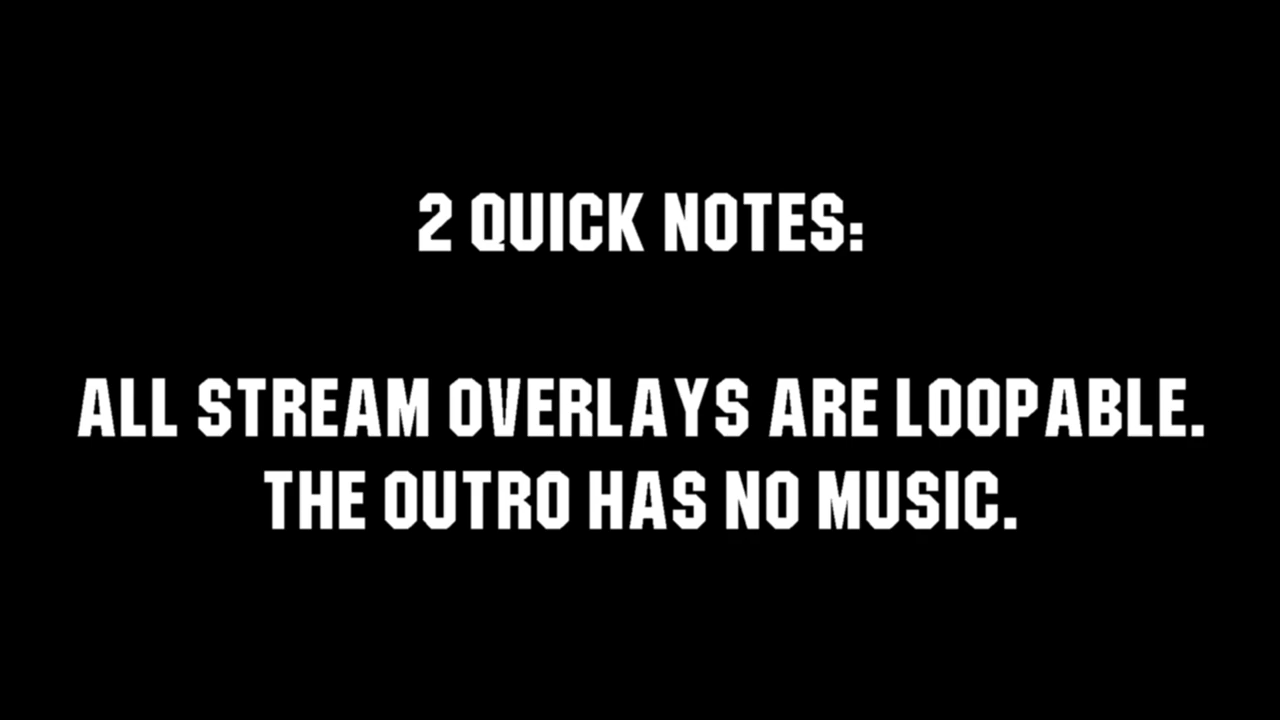 2 QUICK NOTES:
ALL STREAM OVERLAYS ARE LOOPABLE.
THE OUTRO HAS NO MUSIC.